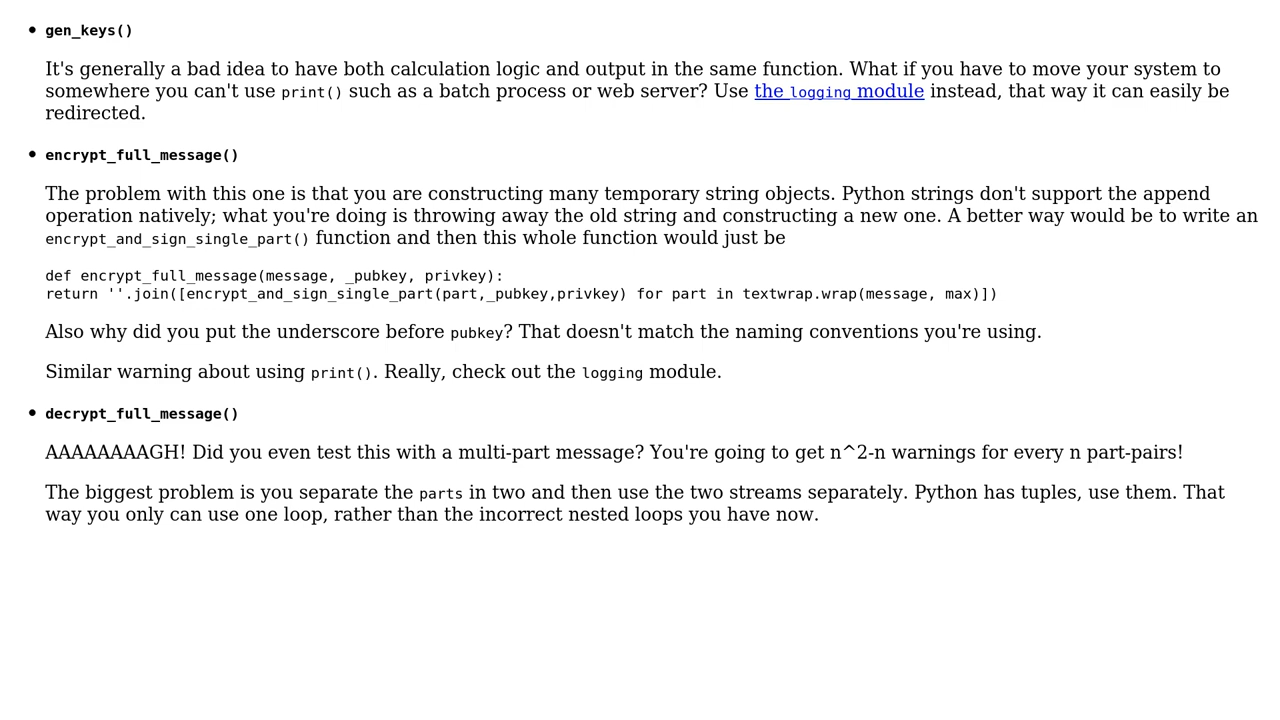 gen_keys()
It's generally a bad idea to have both calculation logic and output in the same function. What if you have to move your system to
somewhere you can't use print() such as a batch process or web server? Use the logging module instead, that way it can easily be
redirected.
encrypt_full_message()
The problem with this one is that you are constructing many temporary string objects. Python strings don't support the append
operation natively; what you're doing is throwing away the old string and constructing a new one. A better way would be to write an
encrypt_and_sign_single_part() function and then this whole function would just be
def encrypt_full_message(message, _pubkey, privkey):
return ''.join([encrypt_and_sign_single_part(part,_pubkey,privkey) for part in textwrap.wrap(message, max)])
Also why did you put the underscore before pubkey? That doesn't match the naming conventions you're using.
Similar warning about using print(). Really, check out the logging module.
decrypt_full_message()
AAAAAAAAGH! Did you even test this with a multi-part message? You're going to get n^2-n warnings for every n part-pairs!
The biggest problem is you separate the parts in two and then use the two streams separately. Python has tuples, use them. That
way you only can use one loop, rather than the incorrect nested loops you have now.